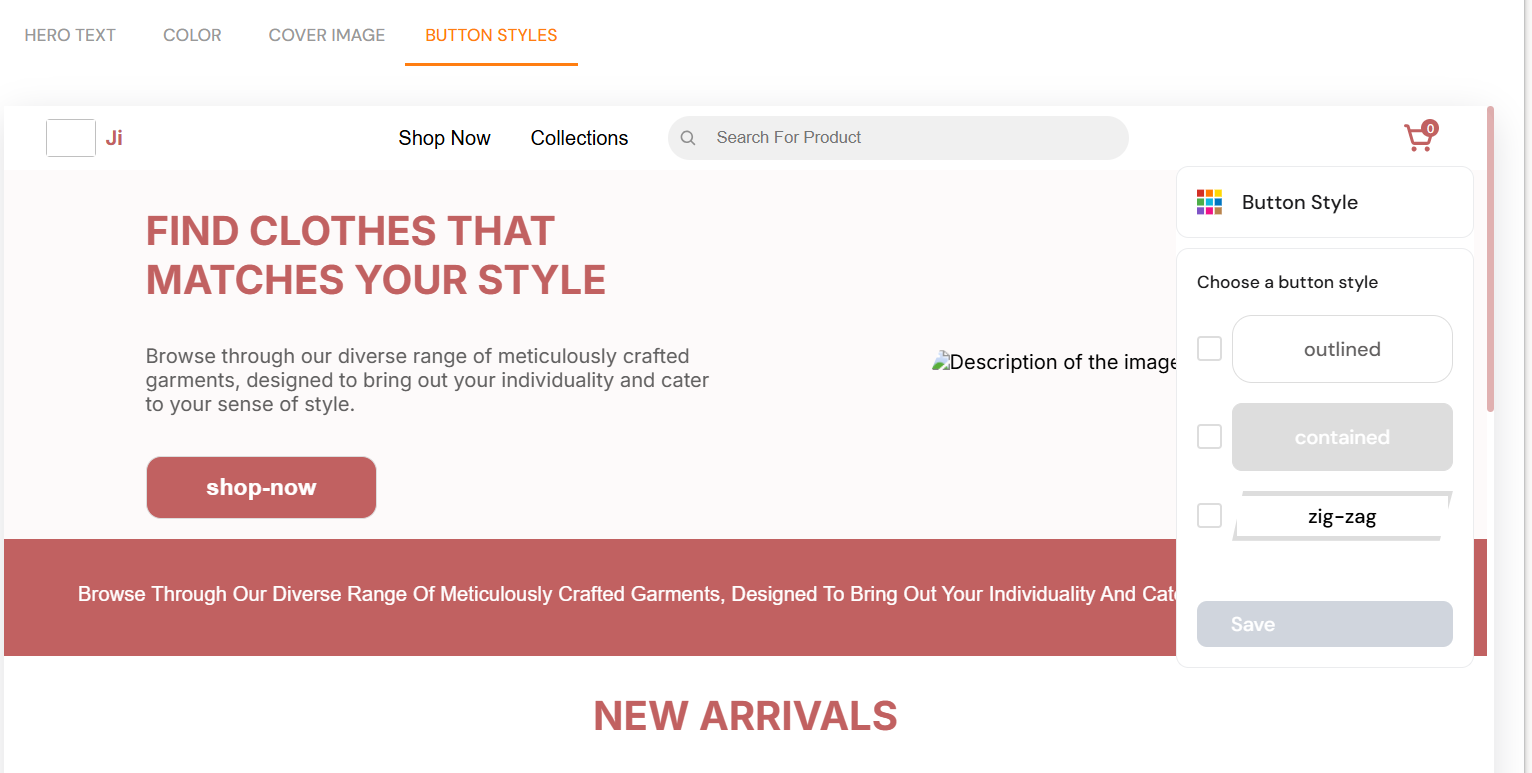 HERO TEXT COLOR COVER IMAGE BUTTON STYLES
Ji Shop Now Collections Search For Product 0
Button Style
FIND CLOTHES THAT
MATCHES YOUR STYLE
Browse through our diverse range of meticulously crafted
garments, designed to bring out your individuality and cater
to your sense of style.
shop-now
Description of the image
Choose a button style
outlined
contained
zig-zag
Save
Browse Through Our Diverse Range Of Meticulously Crafted Garments, Designed To Bring Out Your Individuality And
NEW ARRIVALS